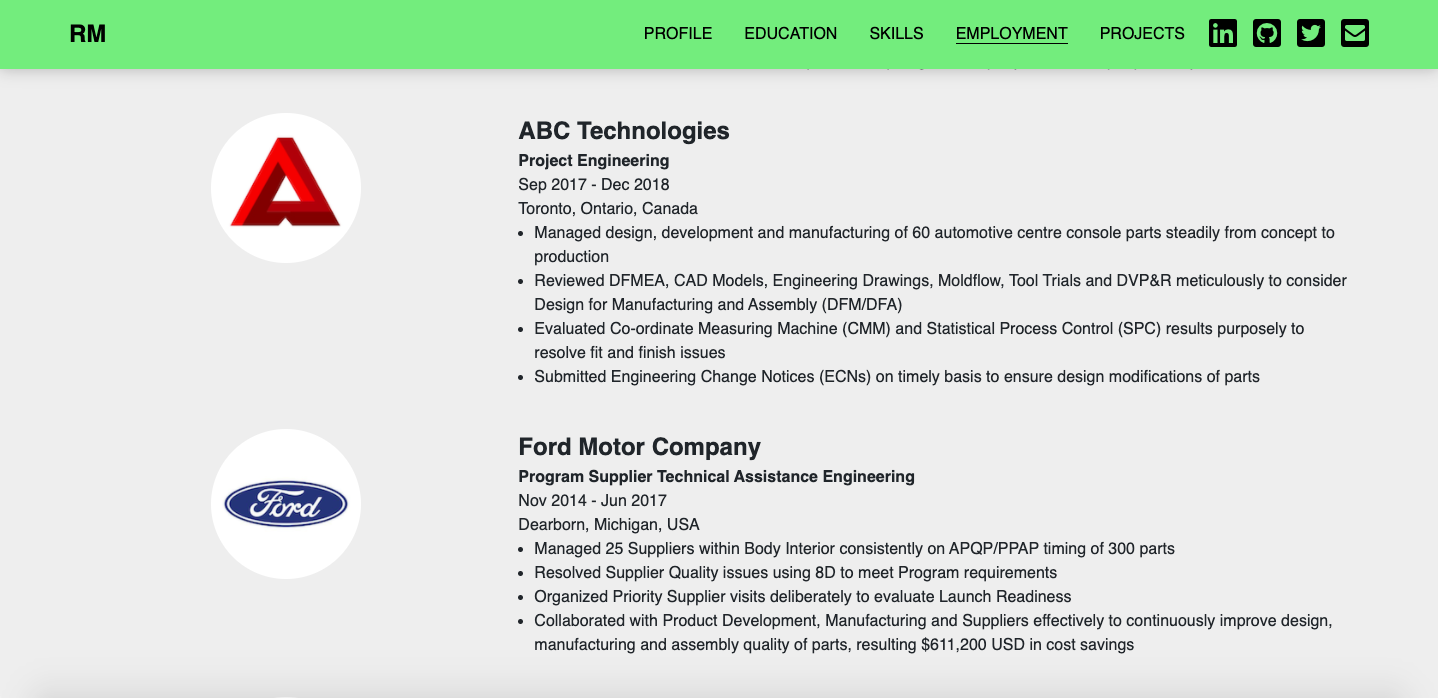 RM
PROFILE EDUCATION SKILLS EMPLOYMENT PROJECTS
ABC Technologies
Project Engineering
Sep 2017 - Dec 2018
Toronto, Ontario, Canada
• Managed design, development and manufacturing of 60 automotive centre console parts steadily from concept to
production
• Reviewed DFMEA, CAD Models, Engineering Drawings, Moldflow, Tool Trials and DVP&R meticulously to consider
Design for Manufacturing and Assembly (DFM/DFA)
• Evaluated Co-ordinate Measuring Machine (CMM) and Statistical Process Control (SPC) results purposely to
resolve fit and finish issues
• Submitted Engineering Change Notices (ECNs) on timely basis to ensure design modifications of parts
Ford
Ford Motor Company
Program Supplier Technical Assistance Engineering
Nov 2014 - Jun 2017
Dearborn, Michigan, USA
• Managed 25 Suppliers within Body Interior consistently on APQP/PPAP timing of 300 parts
• Resolved Supplier Quality issues using 8D to meet Program requirements
• Organized Priority Supplier visits deliberately to evaluate Launch Readiness
• Collaborated with Product Development, Manufacturing and Suppliers effectively to continuously improve design,
manufacturing and assembly quality of parts, resulting $611,200 USD in cost savings